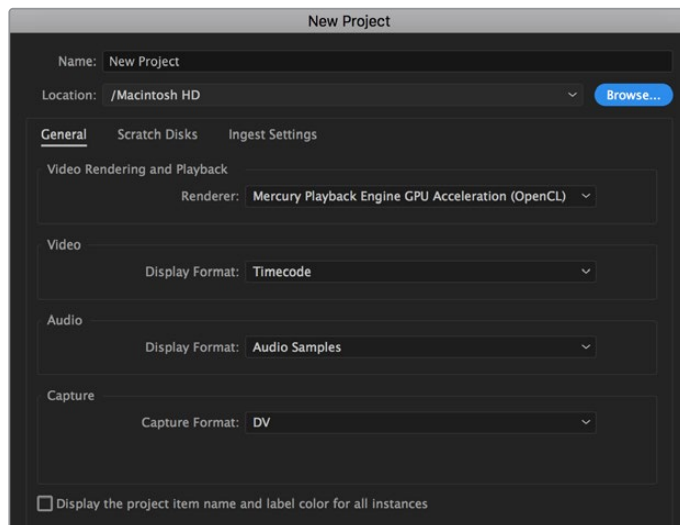 New Project
Name: New Project
Location: /Macintosh HD Browse...
General Scratch Disks Ingest Settings
Video Rendering and Playback
Renderer: Mercury Playback Engine GPU Acceleration (OpenCL)
Video
Display Format: Timecode
Audio
Display Format: Audio Samples
Capture
Capture Format: DV
Display the project item name and label color for all instances